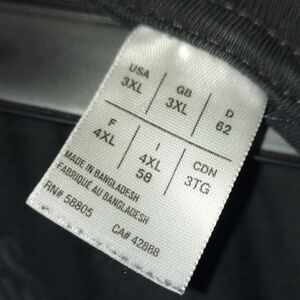 USA GB D
3XL 3XL 62
F I CDN
4XL 4XL 3TG
58
MADE IN BANGLADESH
FABRIQUÉ AU BANGLADESH
RN# 58805 CA# 42888